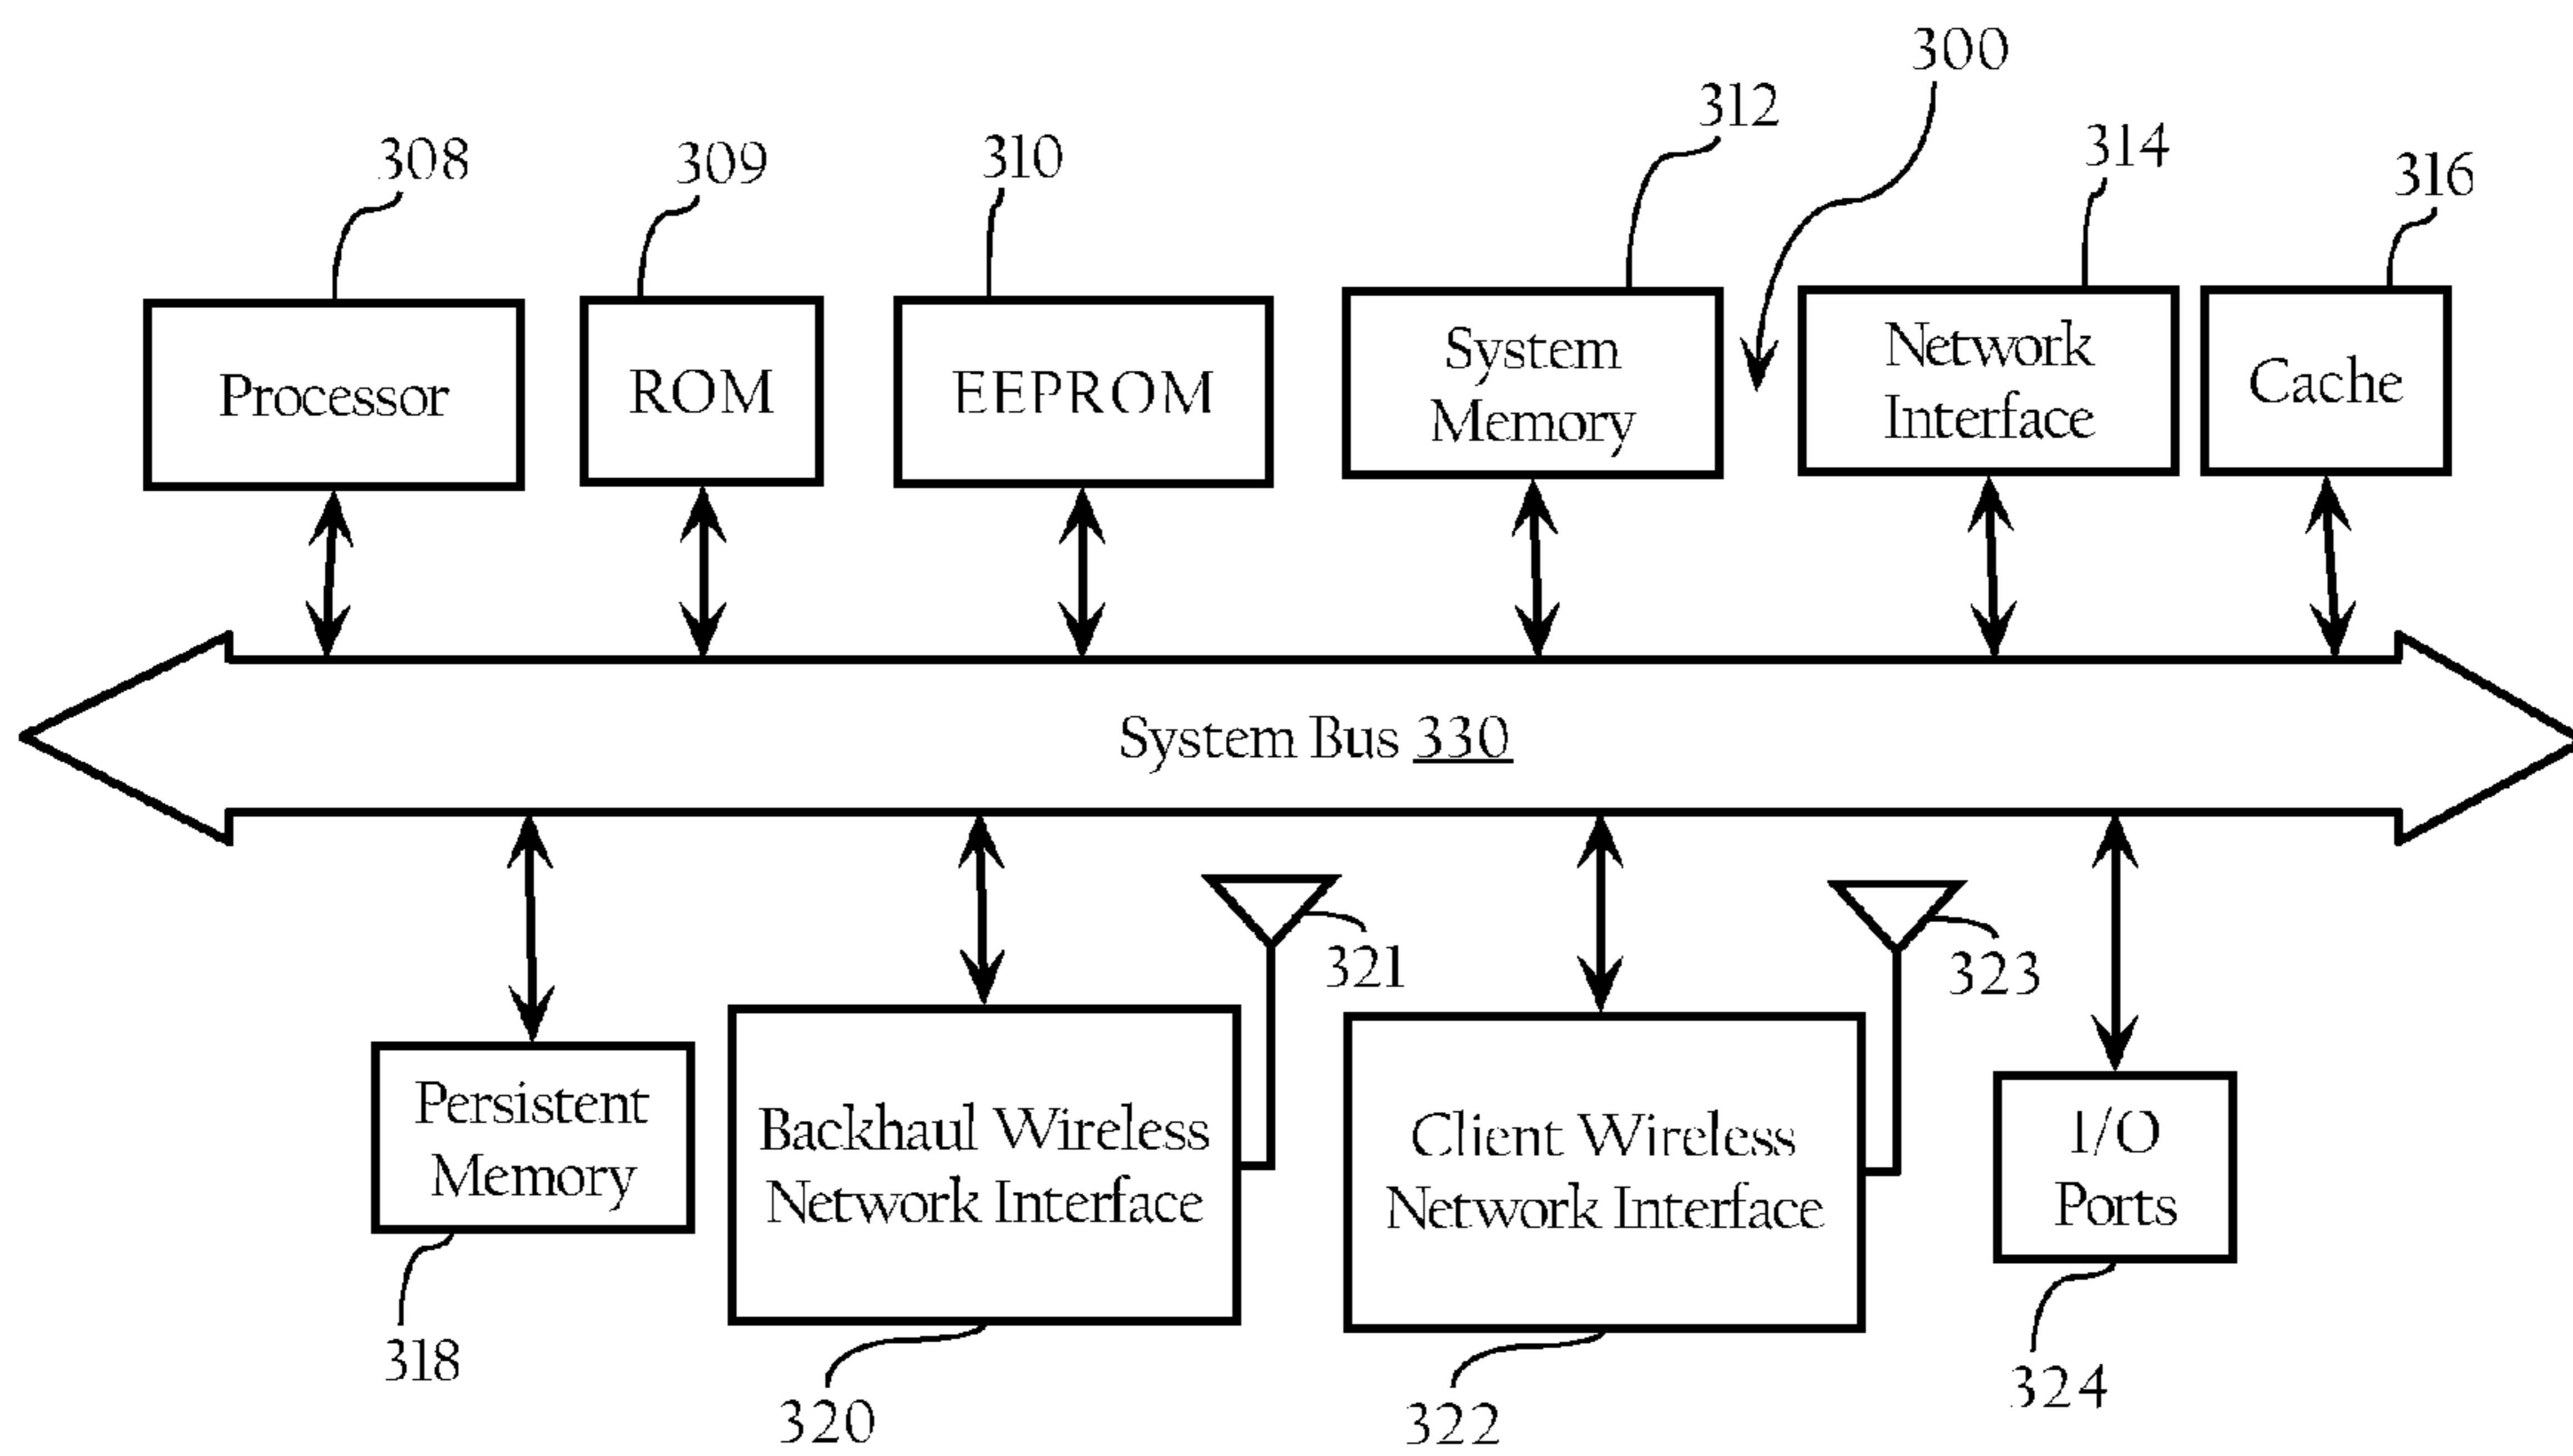 300
312
314
308
309
310
316
Processor
ROM
EEPROM
System
Memory
Network
Interface
Cache
System Bus 330
321
323
Persistent
Memory
Backhaul Wireless
Network Interface
Client Wireless
Network Interface
I/O
Ports
318
320
322
324